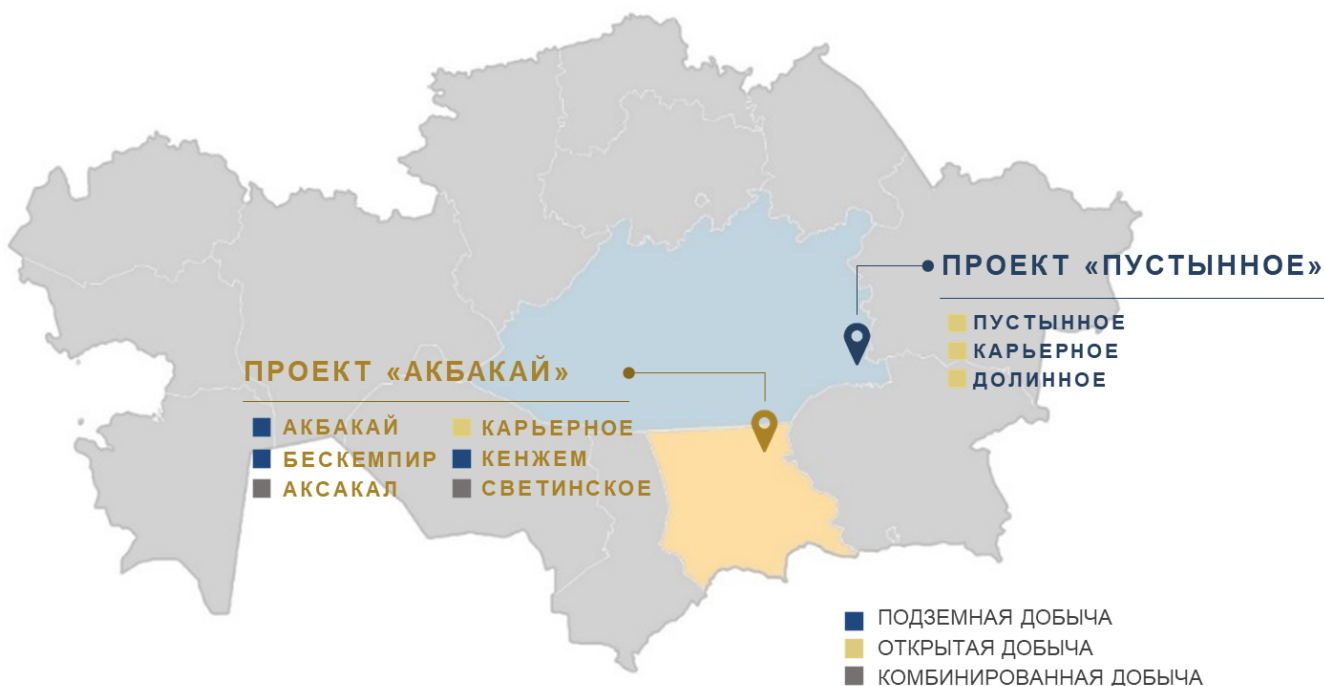 ПРОЕКТ «ПУСТЫННОЕ»
ПУСТЫННОЕ
КАРЬЕРНОЕ
ДОЛИННОЕ
ПРОЕКТ «АКБАКАЙ»
АКБАКАЙ
БЕСКЕМПИР
АКСАКАЛ
КАРЬЕРНОЕ
КЕНЖЕМ
СВЕТИНСКОЕ
ПОДЗЕМНАЯ ДОБЫЧА
ОТКРЫТАЯ ДОБЫЧА
КОМБИНИРОВАННАЯ ДОБЫЧА